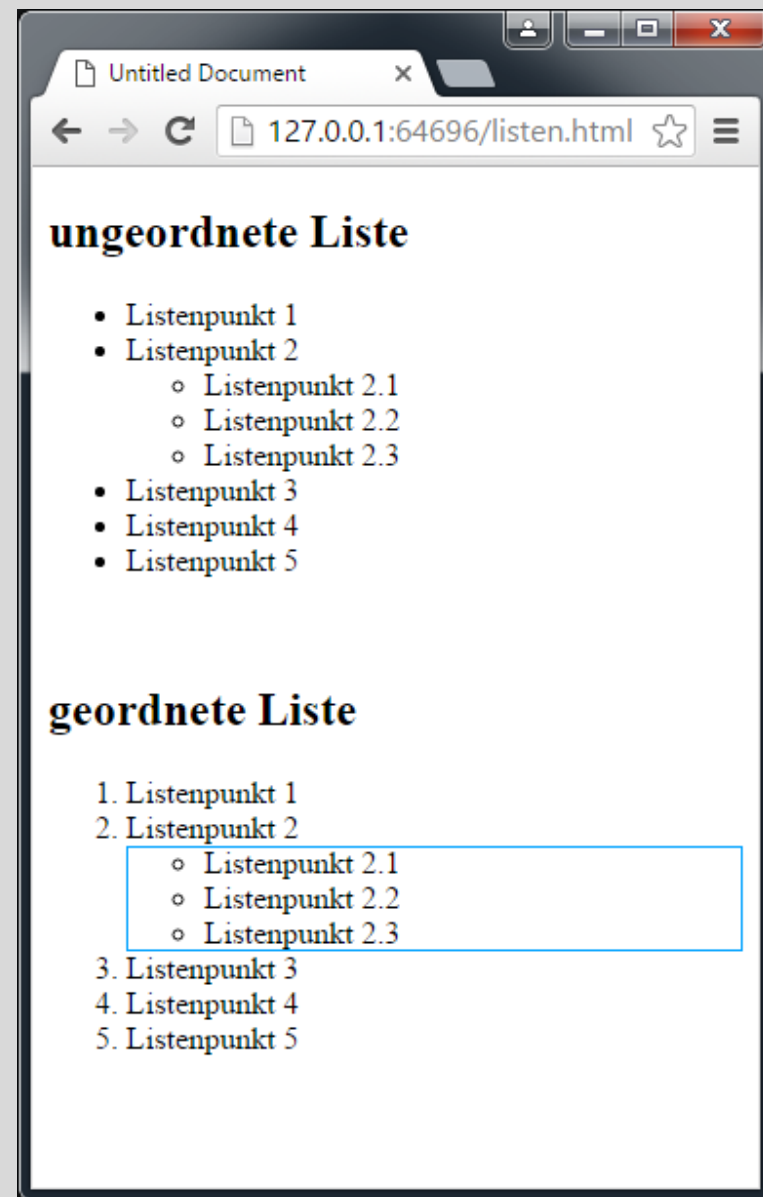 Untitled Document
127.0.0.1:64696/listen.html
ungeordnete Liste
Listenpunkt 1
Listenpunkt 2
Listenpunkt 2.1
Listenpunkt 2.2
Listenpunkt 2.3
Listenpunkt 3
Listenpunkt 4
Listenpunkt 5
geordnete Liste
1. Listenpunkt 1
2. Listenpunkt 2
Listenpunkt 2.1
Listenpunkt 2.2
Listenpunkt 2.3
3. Listenpunkt 3
4. Listenpunkt 4
5. Listenpunkt 5